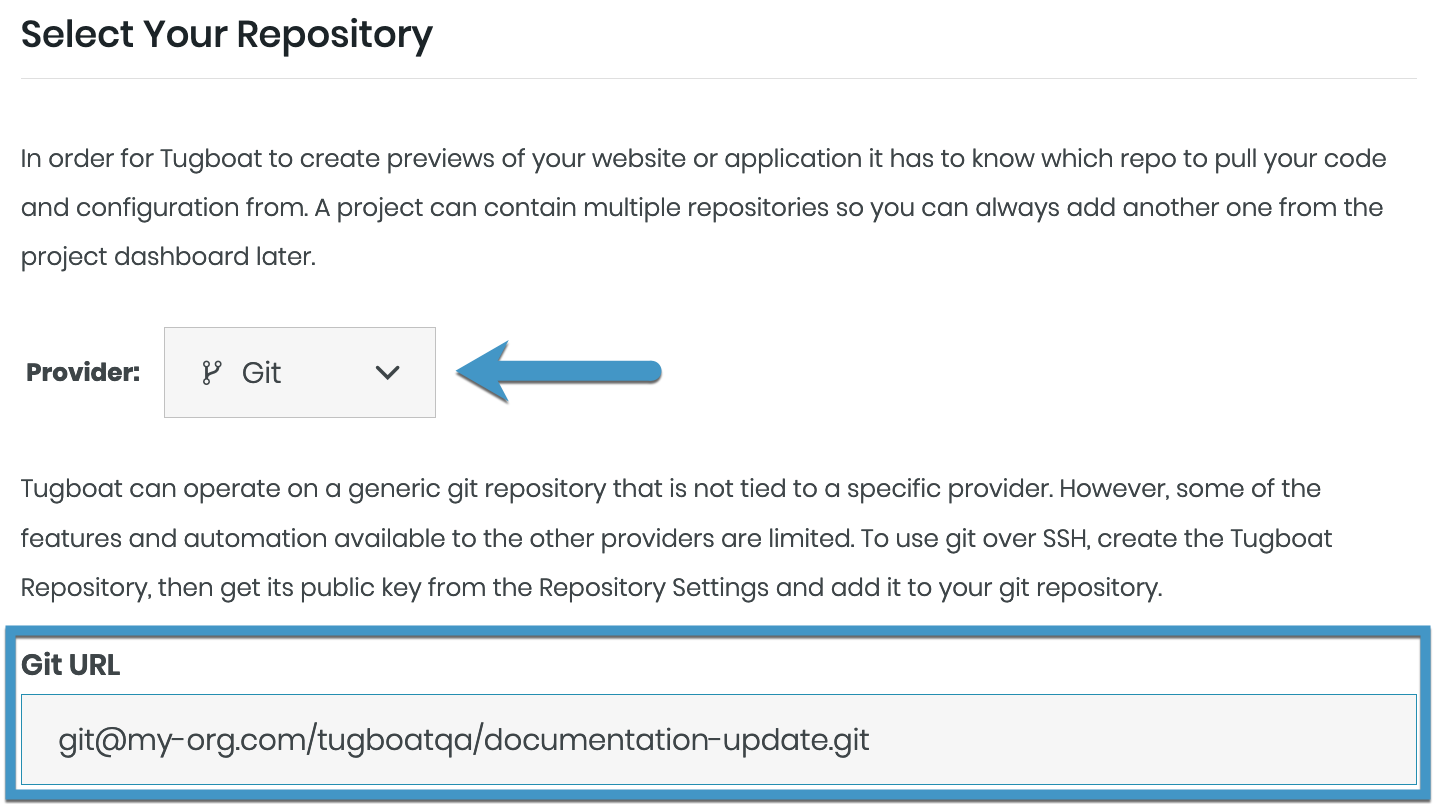 Select Your Repository
In order for Tugboat to create previews of your website or application it has to know which repo to pull your code
and configuration from. A project can contain multiple repositories so you can always add another one from the
project dashboard later.
Provider: Git
Tugboat can operate on a generic git repository that is not tied to a specific provider. However, some of the
features and automation available to the other providers are limited. To use git over SSH, create the Tugboat
Repository, then get its public key from the Repository Settings and add it to your git repository.
Git URL
git@my-org.com/tugboatqa/documentation-update.git